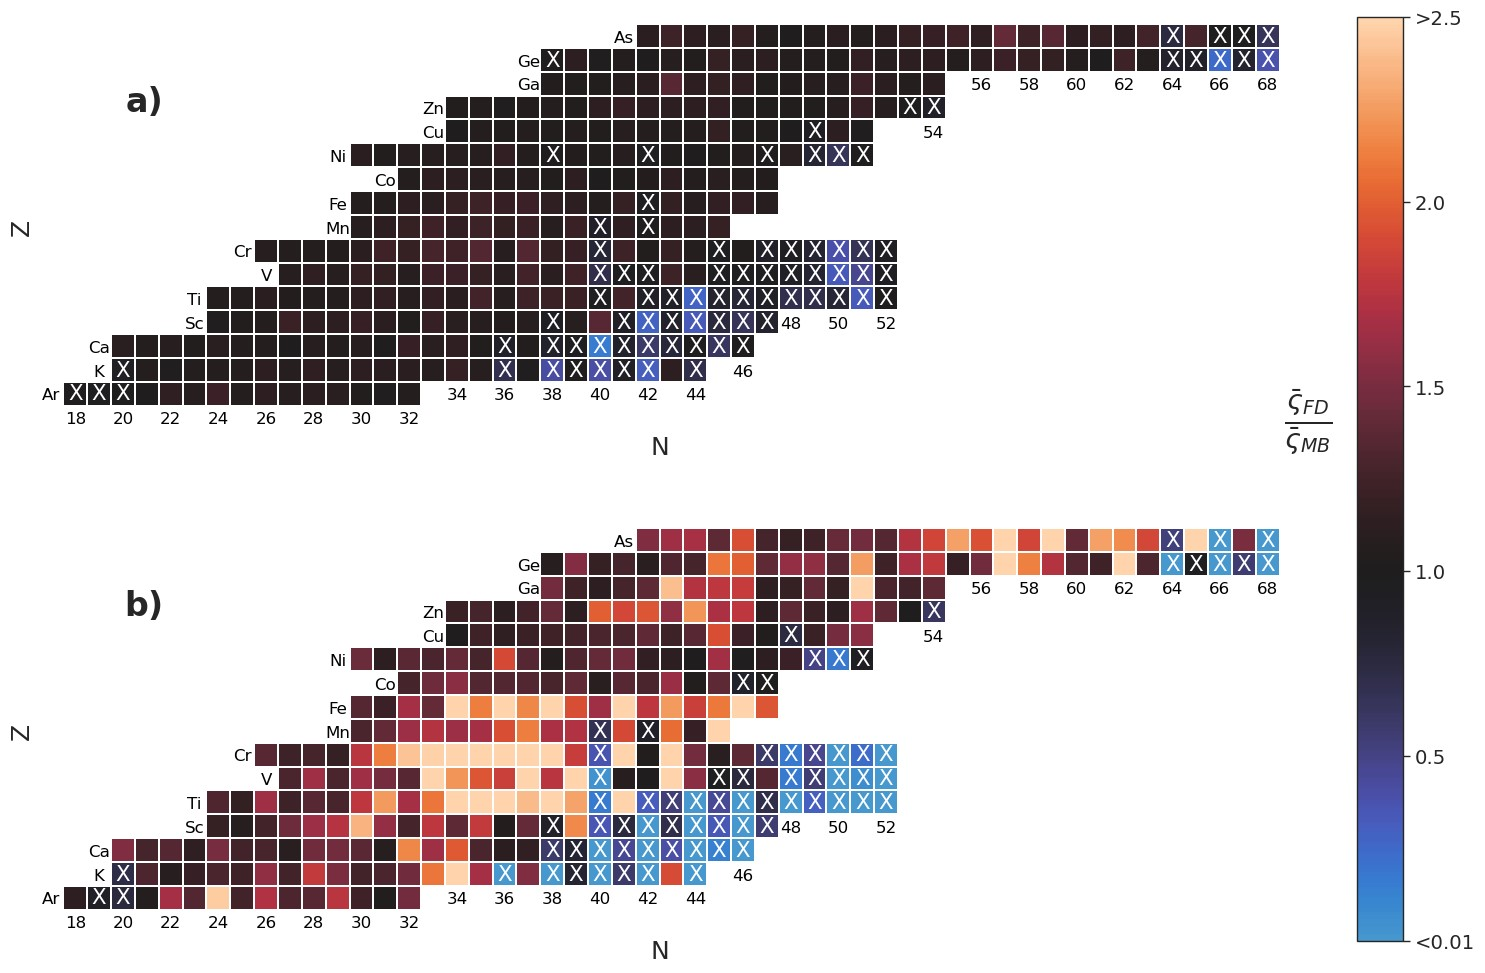 a)
As X X X X
Ge X X X X X X
Ga 56 58 60 62 64 66 68
Zn X X
Cu X 54
Ni X X X X X X
Co
Fe X
Z
Mn X X
Cr X X X X X X X X
V X X X X X X X X X X X
Ti X X X X X X X X X X X X
Sc X X X X X X X X 48 50 52
Ca X X X X X X X X X X
K X X X X X X X X 46
Ar X X X 34 36 38 40 42 44
18 20 22 24 26 28 30 32
N
b)
As X X X
Ge X X X X X
Ga 56 58 60 62 64 66 68
Zn X
Cu X 54
Ni X X X
Co X X
Fe
Z
Mn X X
Cr X X X X X X X
V X X X X X X X X
Ti X X X X X X X X X X X X
Sc X X X X X X X X X 48 50 52
Ca X X X X X X X X X
K X X X X X X X X 46
Ar X X 34 36 38 40 42 44
18 20 22 24 26 28 30 32
N
>2.5
2.0
1.5
1.0
0.5
<0.01
ς̄FD
ς̄MB